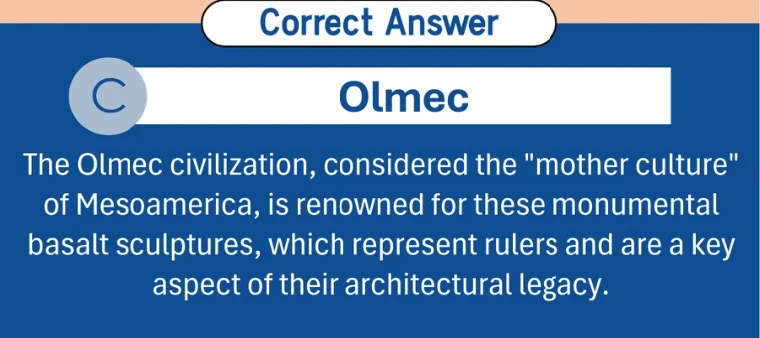 Correct Answer
C
Olmec
The Olmec civilization, considered the "mother culture"
of Mesoamerica, is renowned for these monumental
basalt sculptures, which represent rulers and are a key
aspect of their architectural legacy.